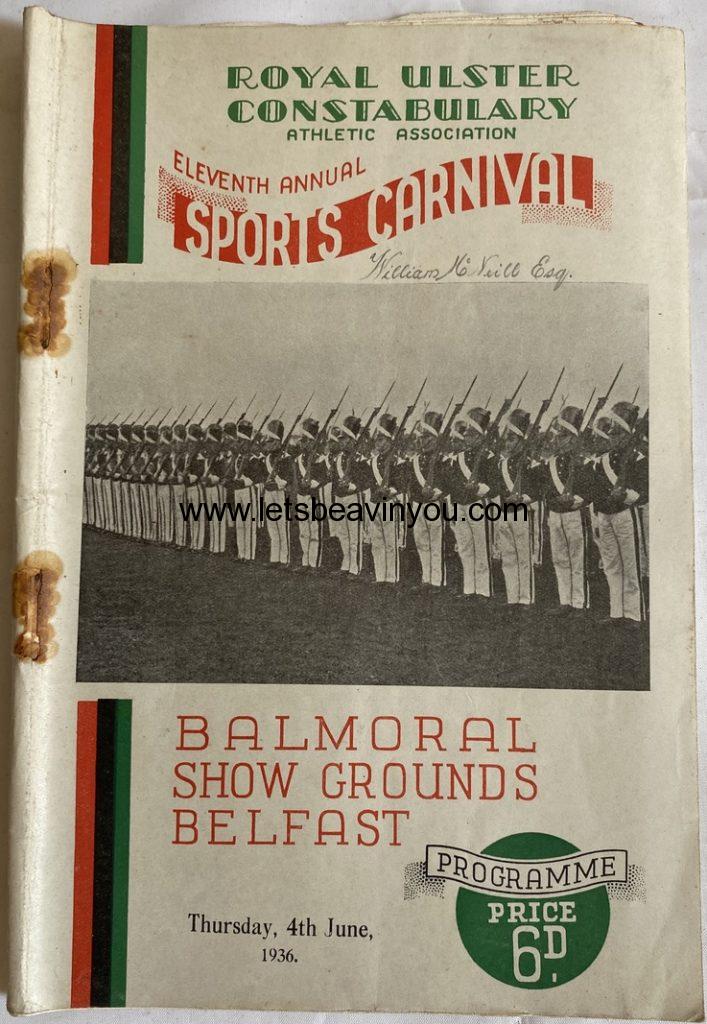 ROYAL ULSTER
CONSTABULARY
ATHLETIC ASSOCIATION
ELEVENTH ANNUAL
SPORTS CARNIVAL
William McNeill Esq.
www.letsbeavinyou.com
BALMORAL
SHOW GROUNDS
BELFAST
PROGRAMME
PRICE
6D.
Thursday, 4th June,
1936.